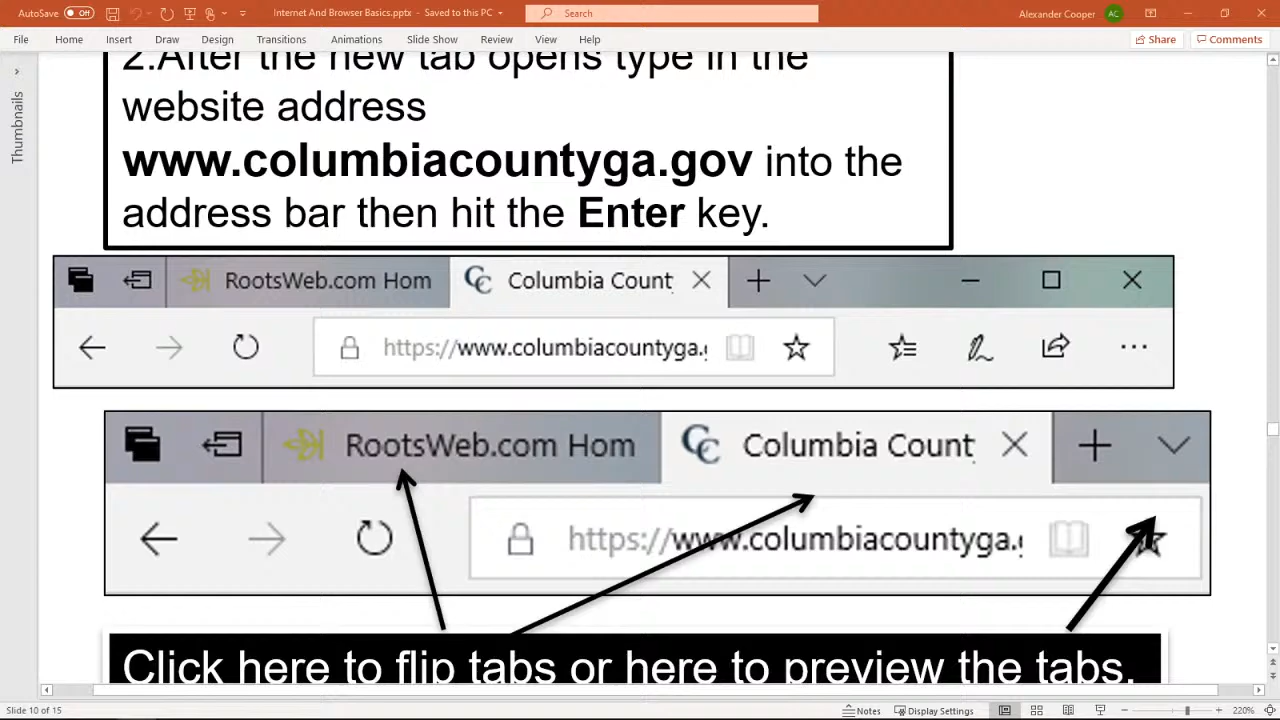 AutoSave Off
Internet And Browser Basics.pptx - Saved to this PC
Search
Alexander Cooper AC
File Home Insert Draw Design Transitions Animations Slide Show Review View Help Share Comments
Thumbnails
2.After the new tab opens type in the
website address
www.columbiacountyga.gov into the
address bar then hit the Enter key.
RootsWeb.com Hom CC Columbia Count
https://www.columbiacountyga.
RootsWeb.com Hom CC Columbia Count
https://www.columbiacountyga.
Click here to flip tabs or here to preview the tabs.
Slide 10 of 15 Notes Display Settings 220%